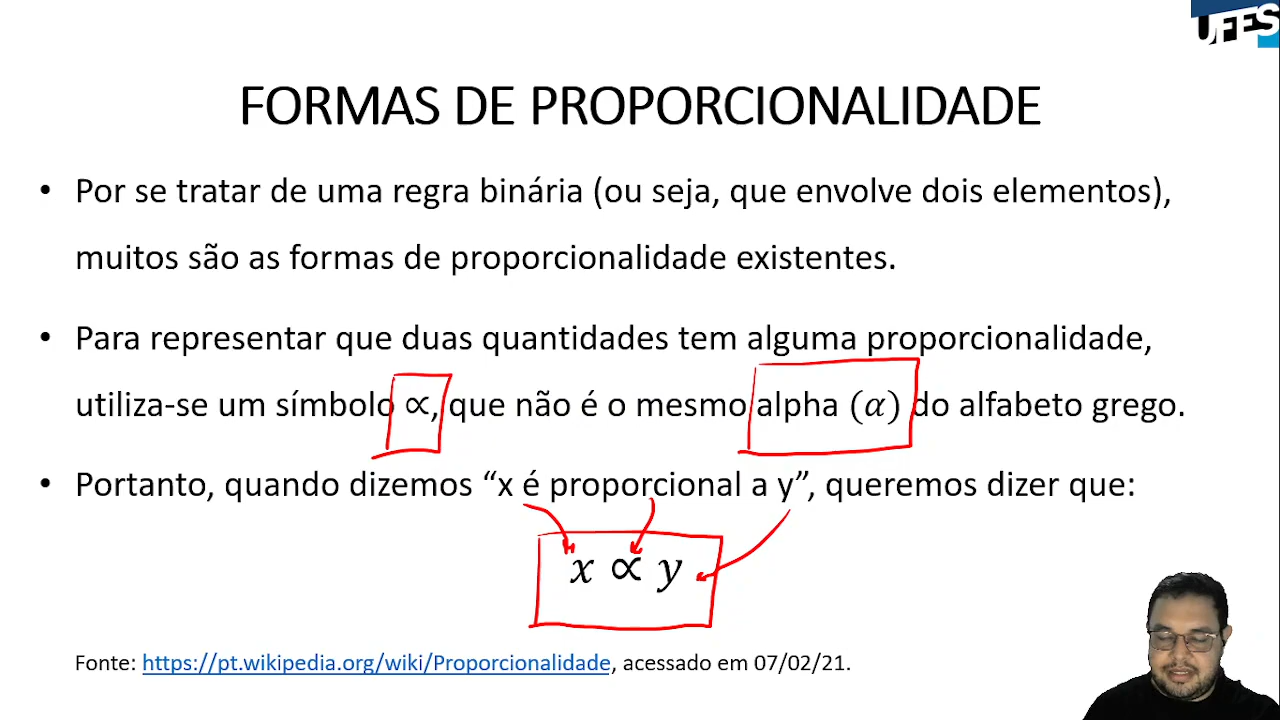 UFES
FORMAS DE PROPORCIONALIDADE
• Por se tratar de uma regra binária (ou seja, que envolve dois elementos),
muitos são as formas de proporcionalidade existentes.
• Para representar que duas quantidades tem alguma proporcionalidade,
utiliza-se um símbolo ∝, que não é o mesmo alpha (α) do alfabeto grego.
• Portanto, quando dizemos “x é proporcional a y”, queremos dizer que:
x ∝ y
Fonte: https://pt.wikipedia.org/wiki/Proporcionalidade, acessado em 07/02/21.